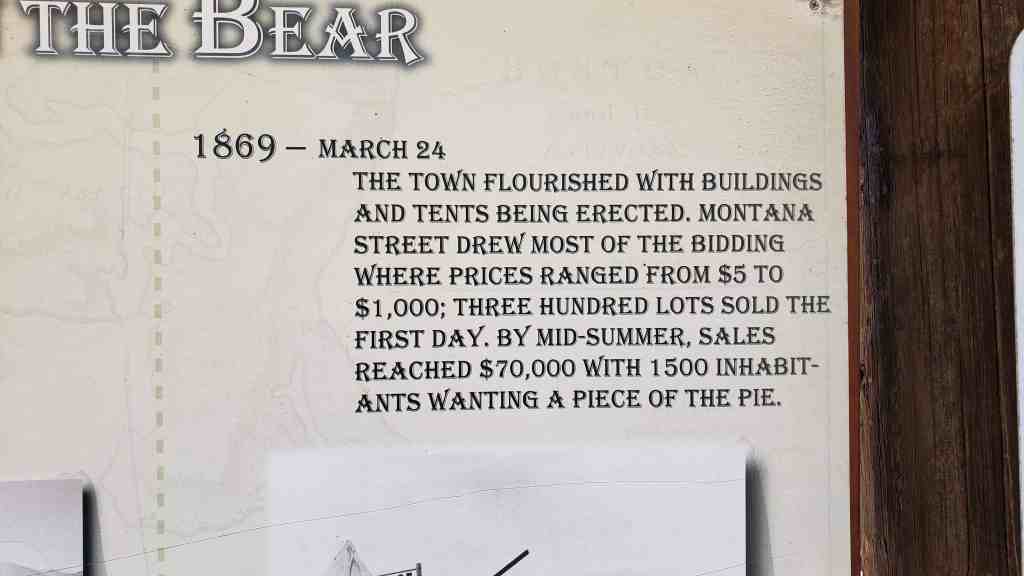 THE BEAR
1869 – MARCH 24
THE TOWN FLOURISHED WITH BUILDINGS
AND TENTS BEING ERECTED. MONTANA
STREET DREW MOST OF THE BIDDING
WHERE PRICES RANGED FROM $5 TO
$1,000; THREE HUNDRED LOTS SOLD THE
FIRST DAY. BY MID-SUMMER, SALES
REACHED $70,000 WITH 1500 INHABIT-
ANTS WANTING A PIECE OF THE PIE.